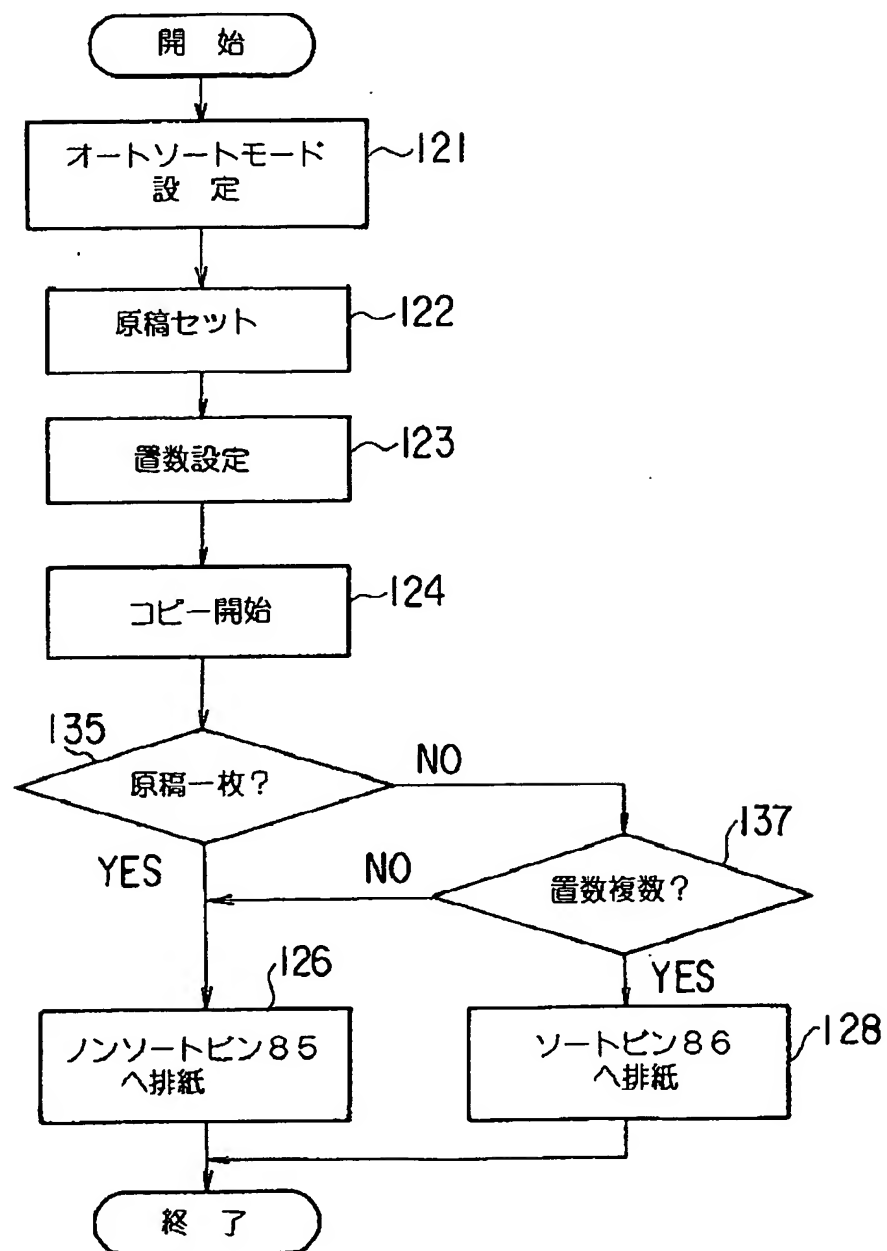 開 始
オートソートモード
設 定
121
原稿セット
122
置数設定
123
コピー開始
124
135
原稿一枚?
NO
YES
137
置数複数?
NO
YES
126
ノンソートビン85
へ排紙
ソートビン86
へ排紙
128
終 了